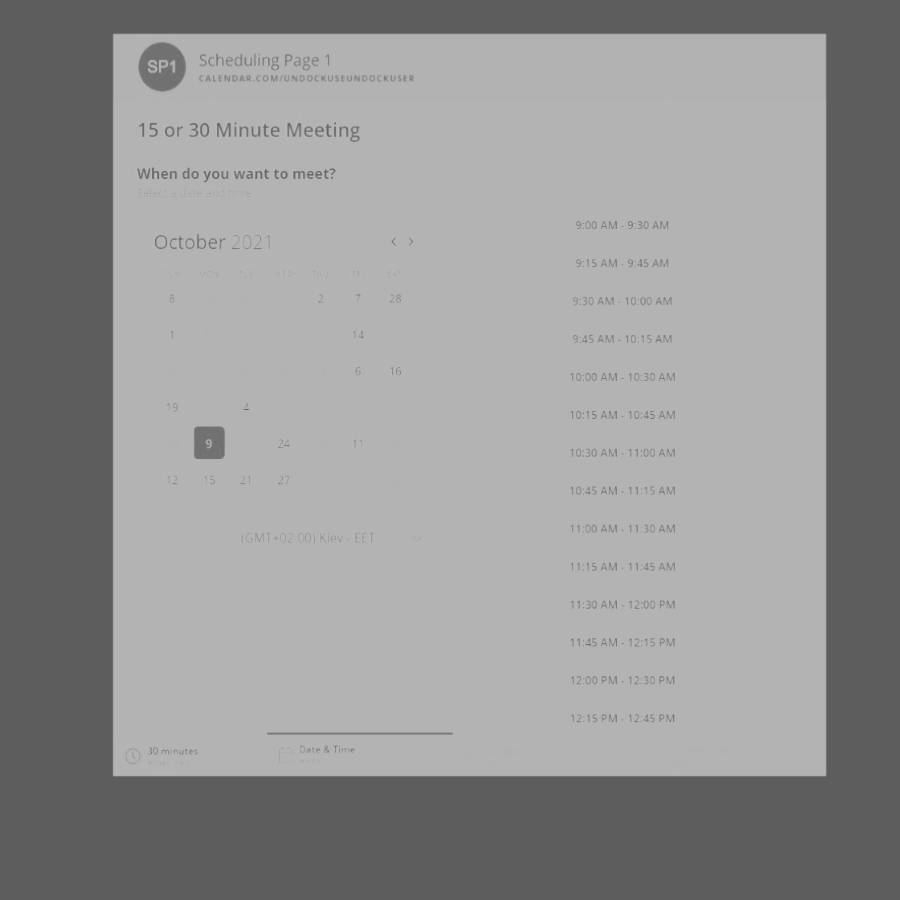 SP1
Scheduling Page 1
CALENDAR.COM/UNDOCKUSEUNDOCKUSER
15 or 30 Minute Meeting
When do you want to meet?
Select a date and time
October 2021
8 2 7 28
1 14
6 16
19 4
9 24 11
12 15 21 27
(GMT+02.00) Kiev - EET
9:00 AM - 9:30 AM
9:15 AM - 9:45 AM
9:30 AM - 10:00 AM
9:45 AM - 10:15 AM
10:00 AM - 10:30 AM
10:15 AM - 10:45 AM
10:30 AM - 11:00 AM
10:45 AM - 11:15 AM
11:00 AM - 11:30 AM
11:15 AM - 11:45 AM
11:30 AM - 12:00 PM
11:45 AM - 12:15 PM
12:00 PM - 12:30 PM
12:15 PM - 12:45 PM
30 minutes
Date & Time